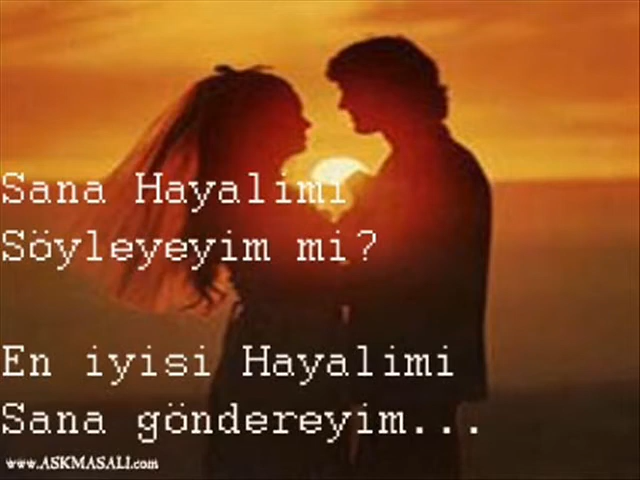 Sana Hayalimi
Söyleyeyim mi?
En iyisi Hayalimi
Sana göndereyim...
www.ASKMASALI.com